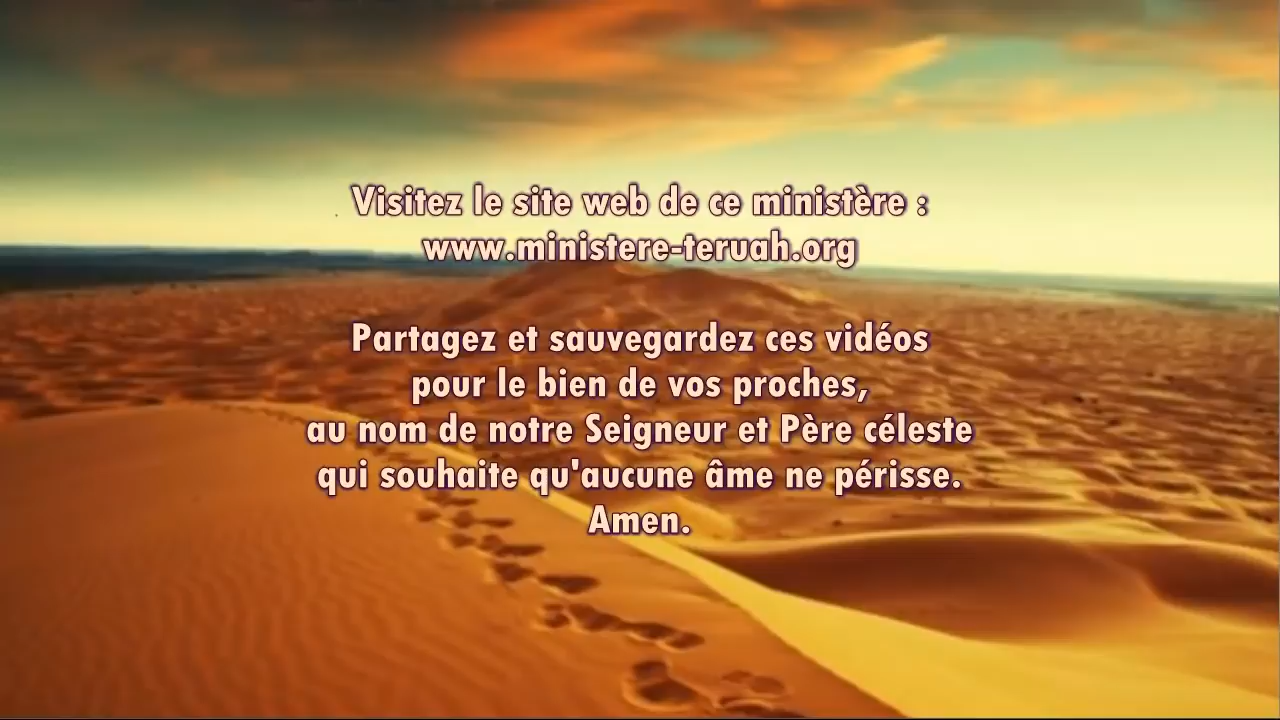 Visitez le site web de ce ministère :
www.ministere-teruah.org
Partagez et sauvegardez ces vidéos
pour le bien de vos proches,
au nom de notre Seigneur et Père céleste
qui souhaite qu'aucune âme ne périsse.
Amen.